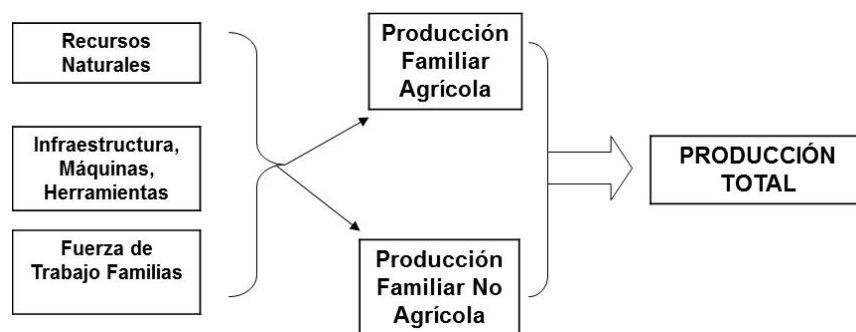 Recursos
Naturales
Infraestructura,
Máquinas,
Herramientas
Fuerza de
Trabajo Familias
Producción
Familiar
Agrícola
Producción
Familiar No
Agrícola
PRODUCCIÓN
TOTAL